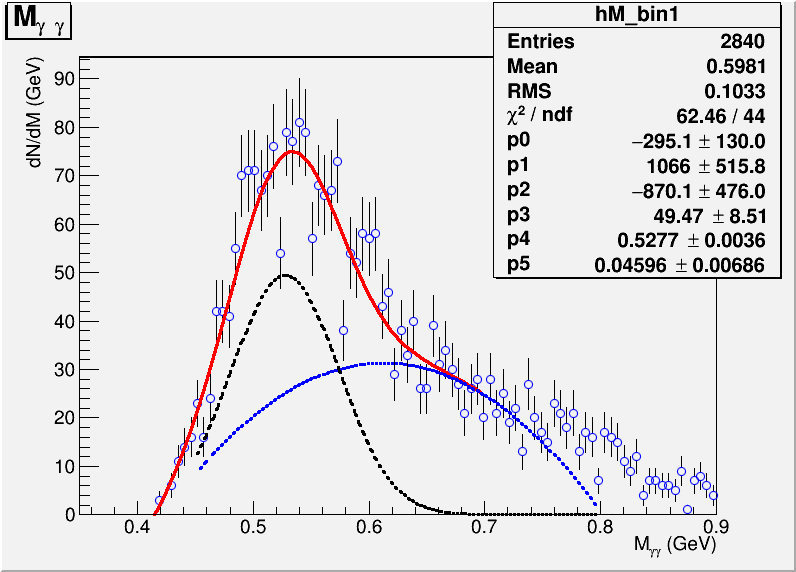 M γ γ
hM_bin1
Entries 2840
Mean 0.5981
RMS 0.1033
χ² / ndf 62.46 / 44
p0 −295.1 ± 130.0
p1 1066 ± 515.8
p2 −870.1 ± 476.0
p3 49.47 ± 8.51
p4 0.5277 ± 0.0036
p5 0.04596 ± 0.00686
dN/dM (GeV)
90
80
70
60
50
40
30
20
10
0
0.4 0.5 0.6 0.7 0.8 0.9
M γγ (GeV)